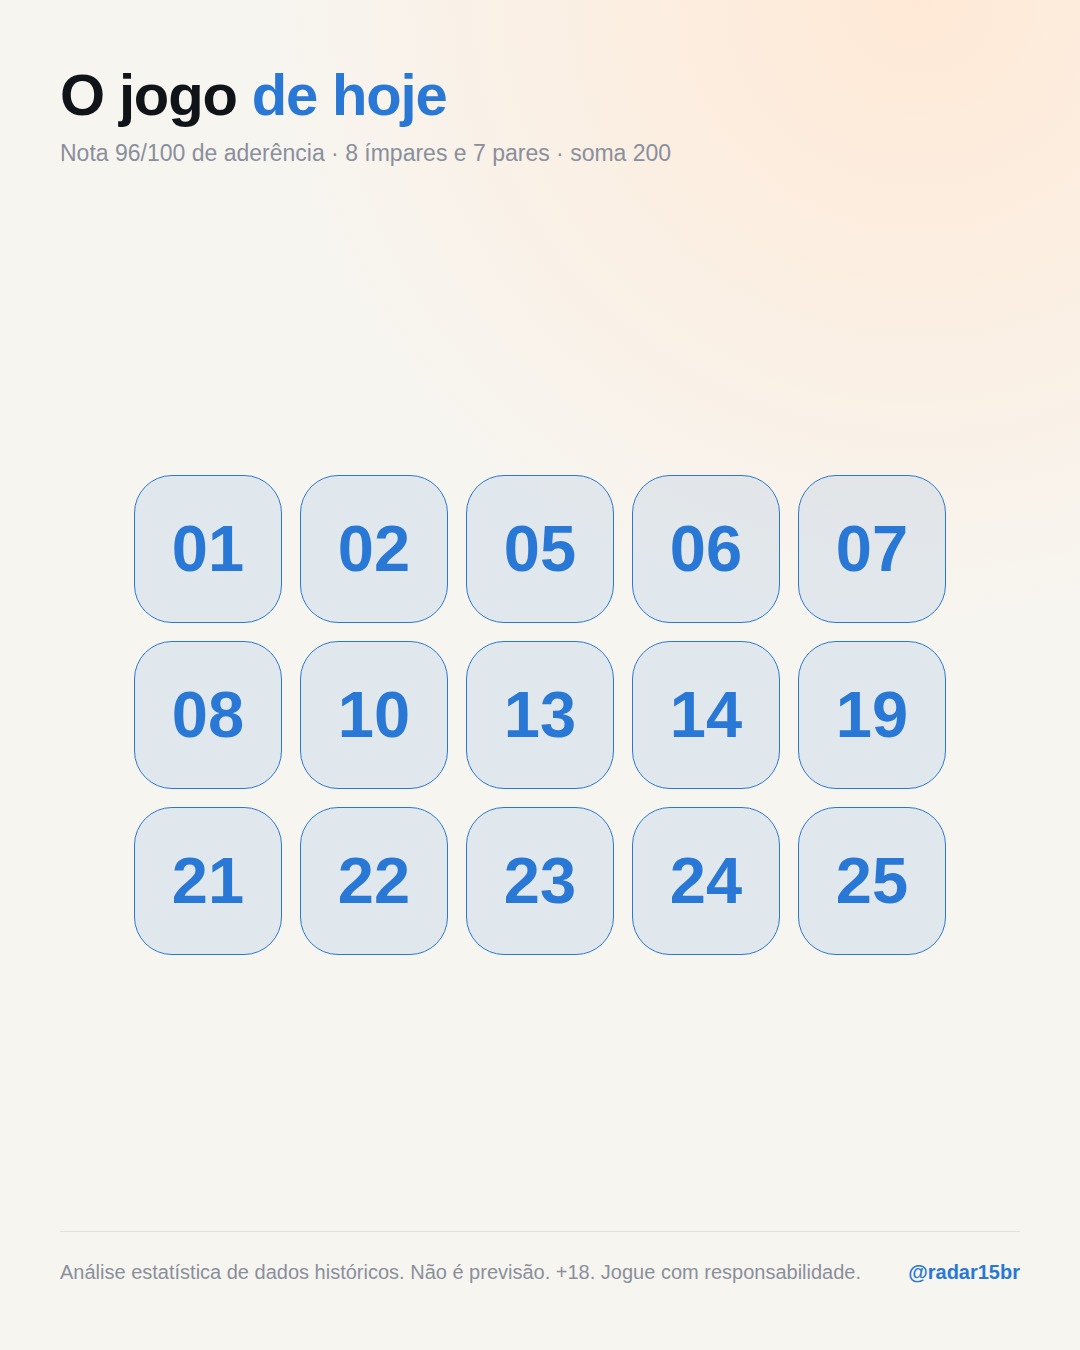 O jogo de hoje
Nota 96/100 de aderência · 8 ímpares e 7 pares · soma 200
01 02 05 06 07
08 10 13 14 19
21 22 23 24 25
Análise estatística de dados históricos. Não é previsão. +18. Jogue com responsabilidade. @radar15br